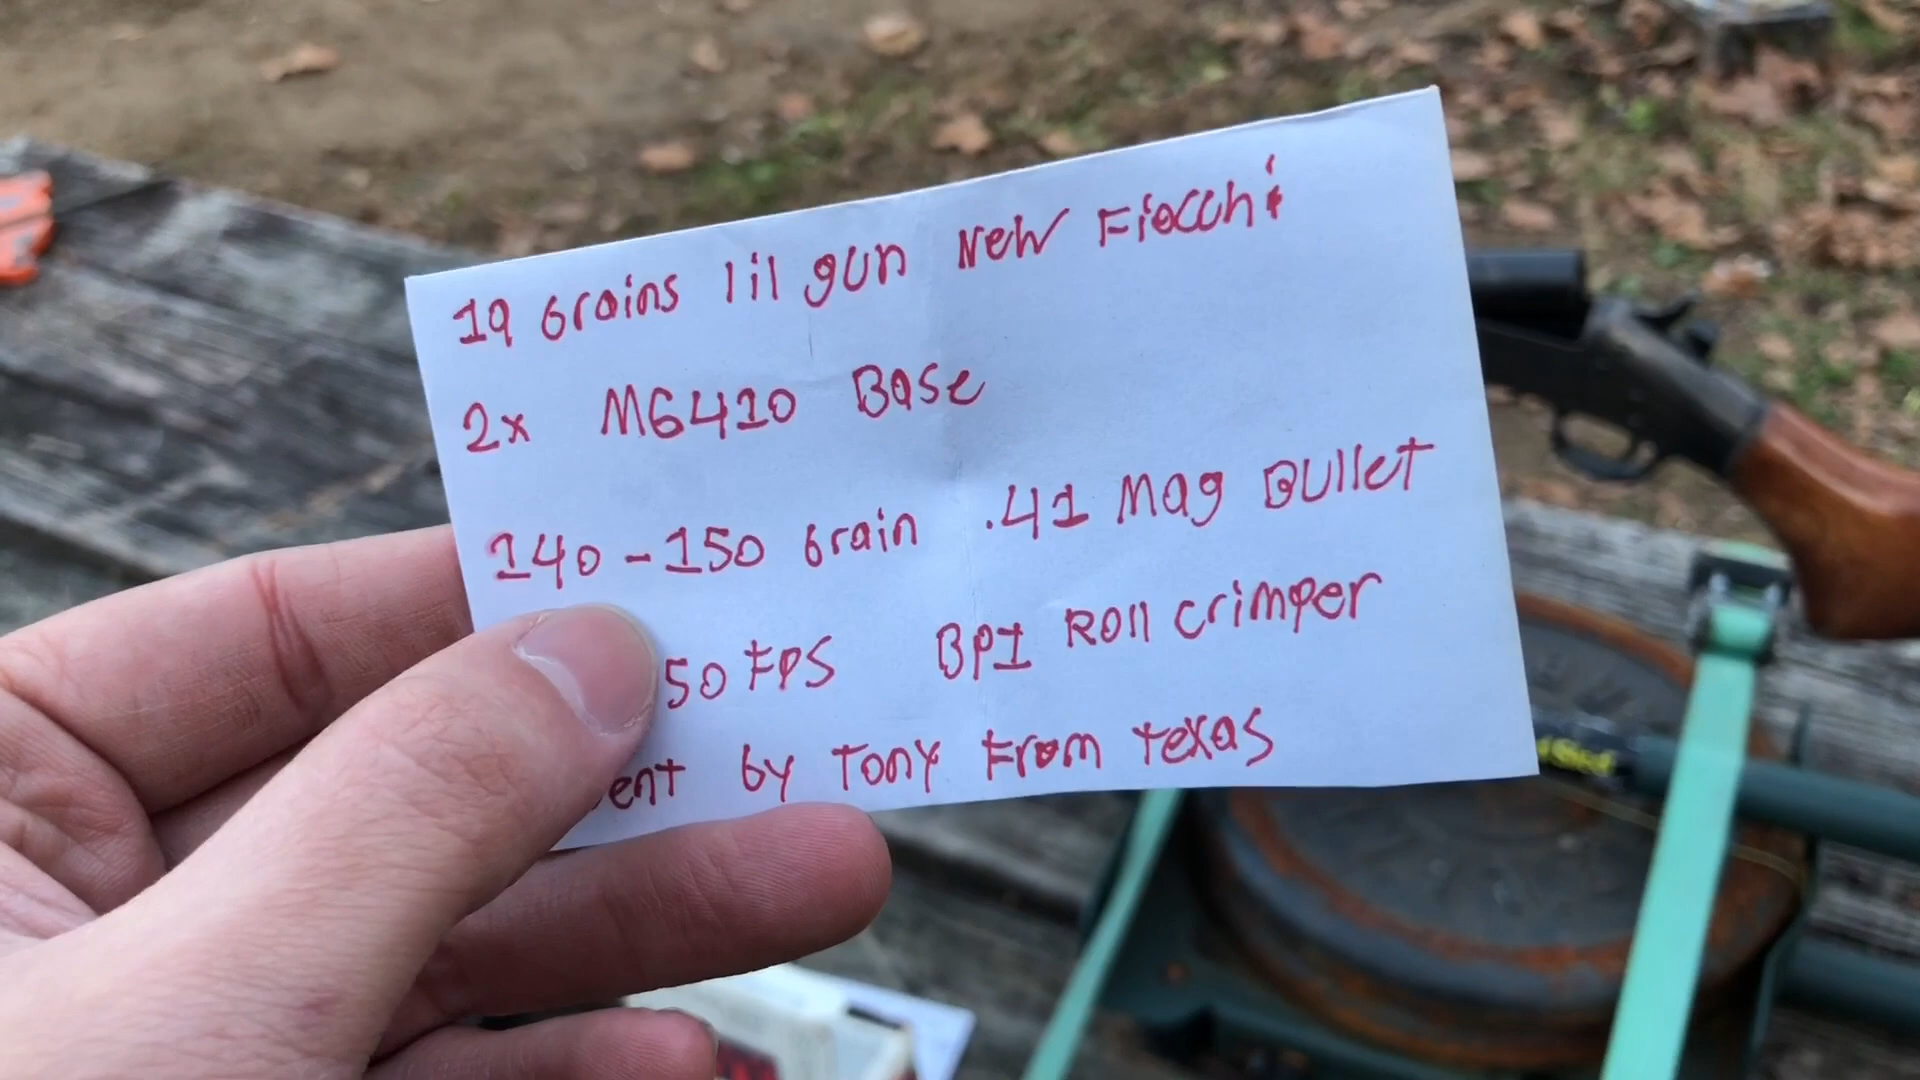 19 Grains lil gun New Fiocchi
2x M6410 Base
140-150 Grain .41 Mag Bullet
50 FPS BPI Roll crimper
ent by Tony From Texas